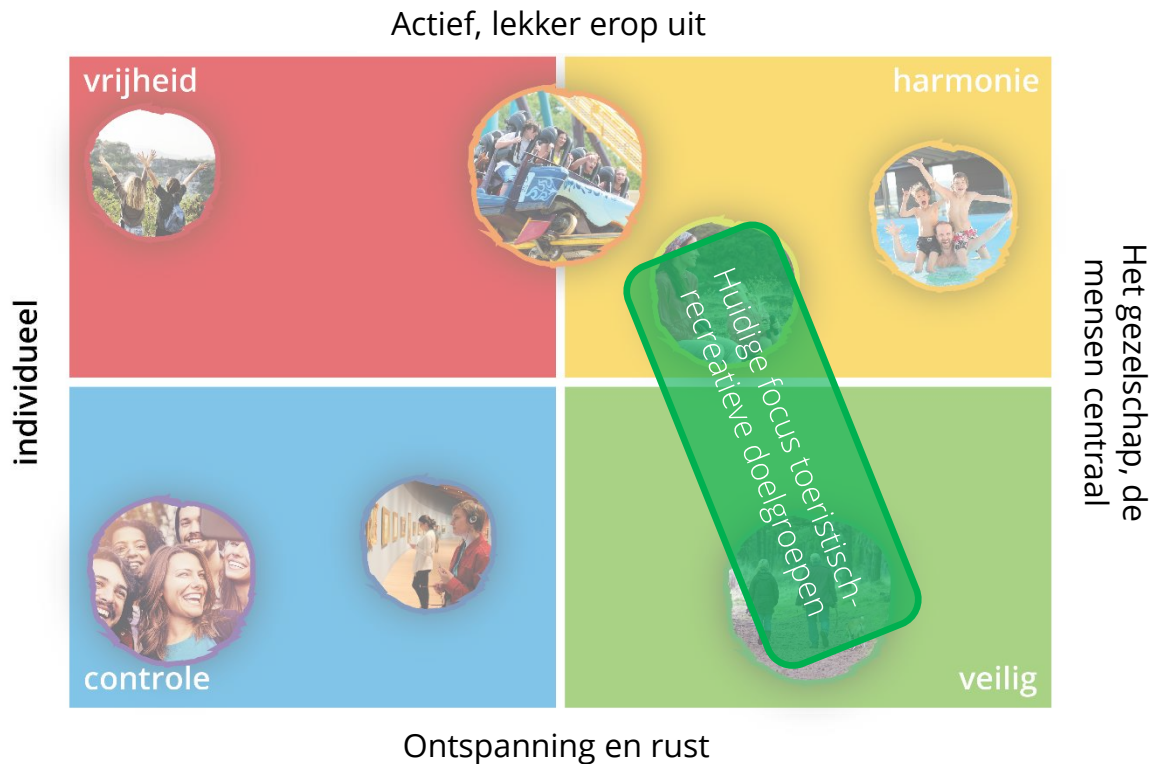 Actief, lekker erop uit
vrijheid
harmonie
individueel
Het gezelschap, de
mensen centraal
Huidige focus toeristisch-
recreatieve doelgroepen
controle
veilig
Ontspanning en rust